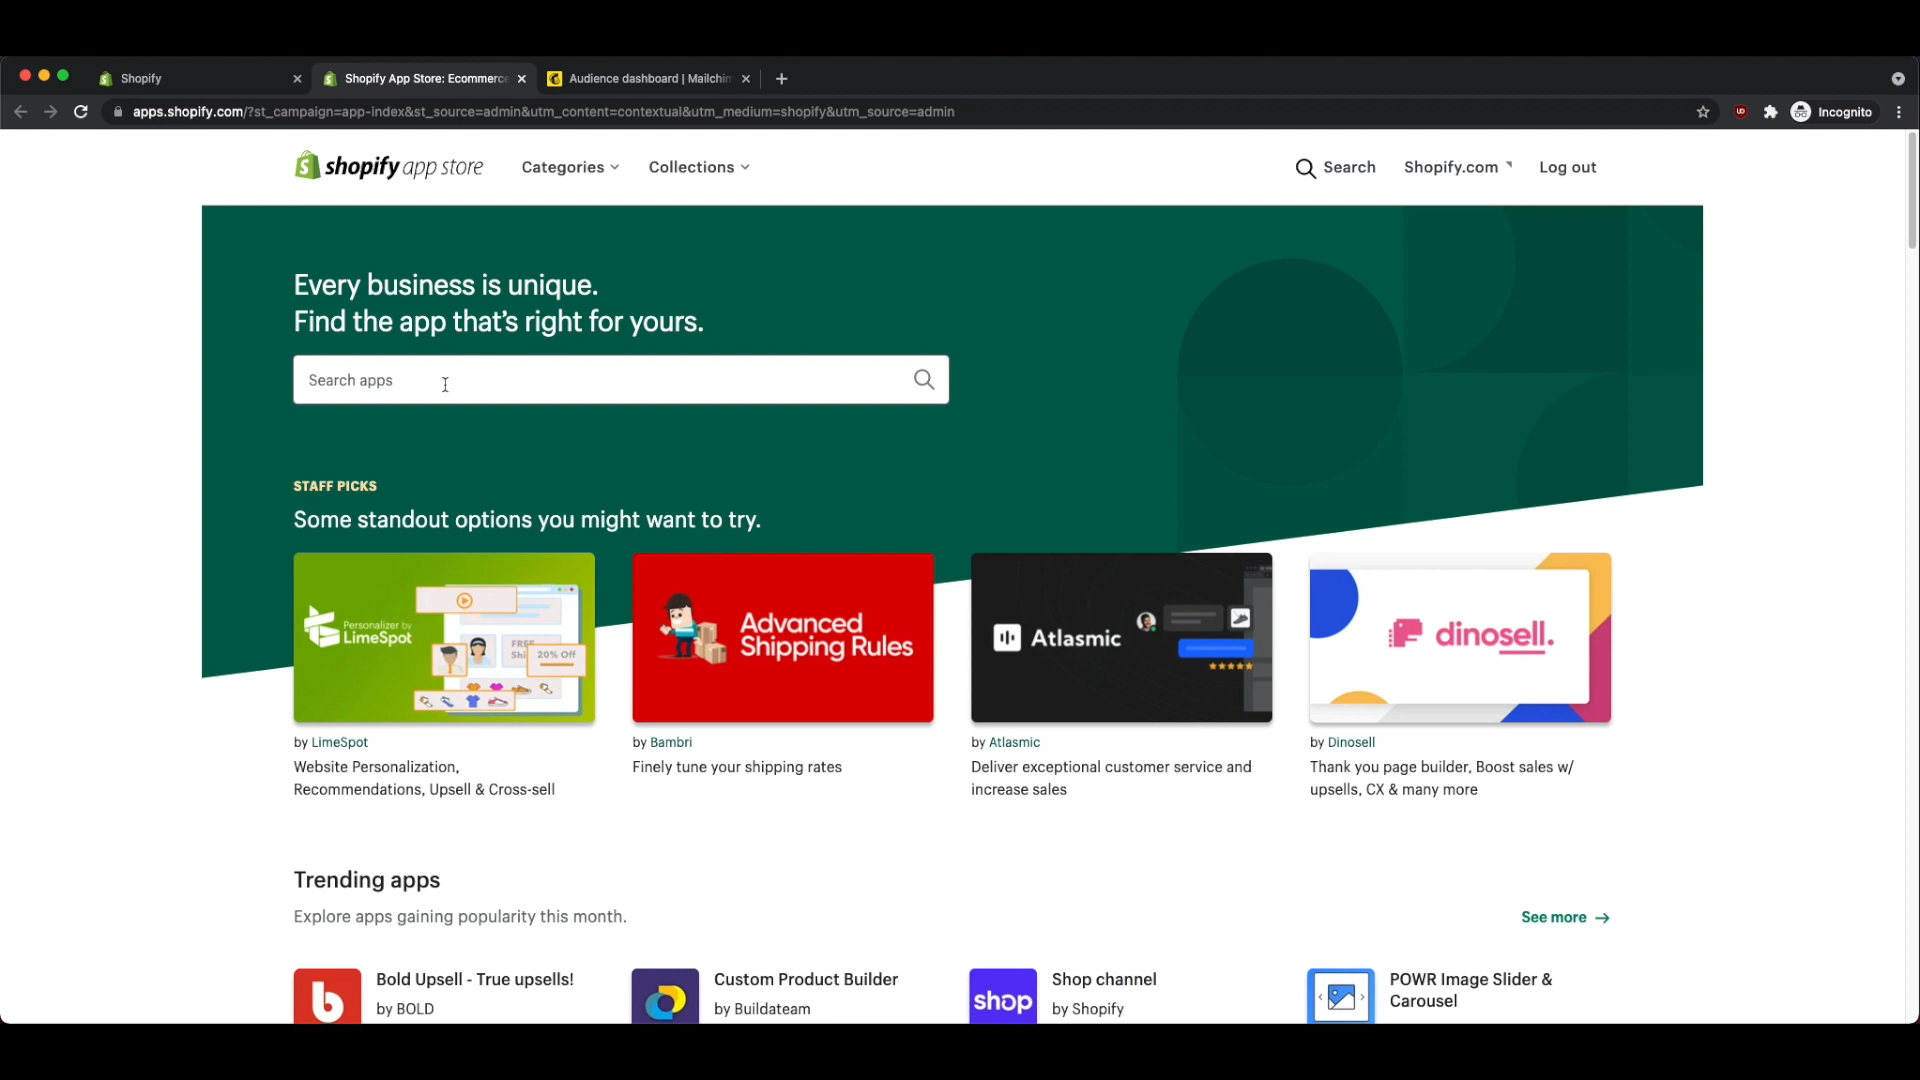 Shopify
Shopify App Store: Ecommerce
Audience dashboard | Mailchim
apps.shopify.com/?st_campaign=app-index&st_source=admin&utm_content=contextual&utm_medium=shopify&utm_source=admin
Incognito
shopify app store
Categories
Collections
Search
Shopify.com
Log out
Every business is unique.
Find the app that's right for yours.
Search apps
STAFF PICKS
Some standout options you might want to try.
Personalizer by
LimeSpot
FREE
Shi
20% Off
Advanced
Shipping Rules
Atlasmic
dinosell.
by LimeSpot
Website Personalization,
Recommendations, Upsell & Cross-sell
by Bambri
Finely tune your shipping rates
by Atlasmic
Deliver exceptional customer service and
increase sales
by Dinosell
Thank you page builder, Boost sales w/
upsells, CX & many more
Trending apps
Explore apps gaining popularity this month.
See more
b
Bold Upsell - True upsells!
by BOLD
Custom Product Builder
by Buildateam
shop
Shop channel
by Shopify
POWR Image Slider &
Carousel